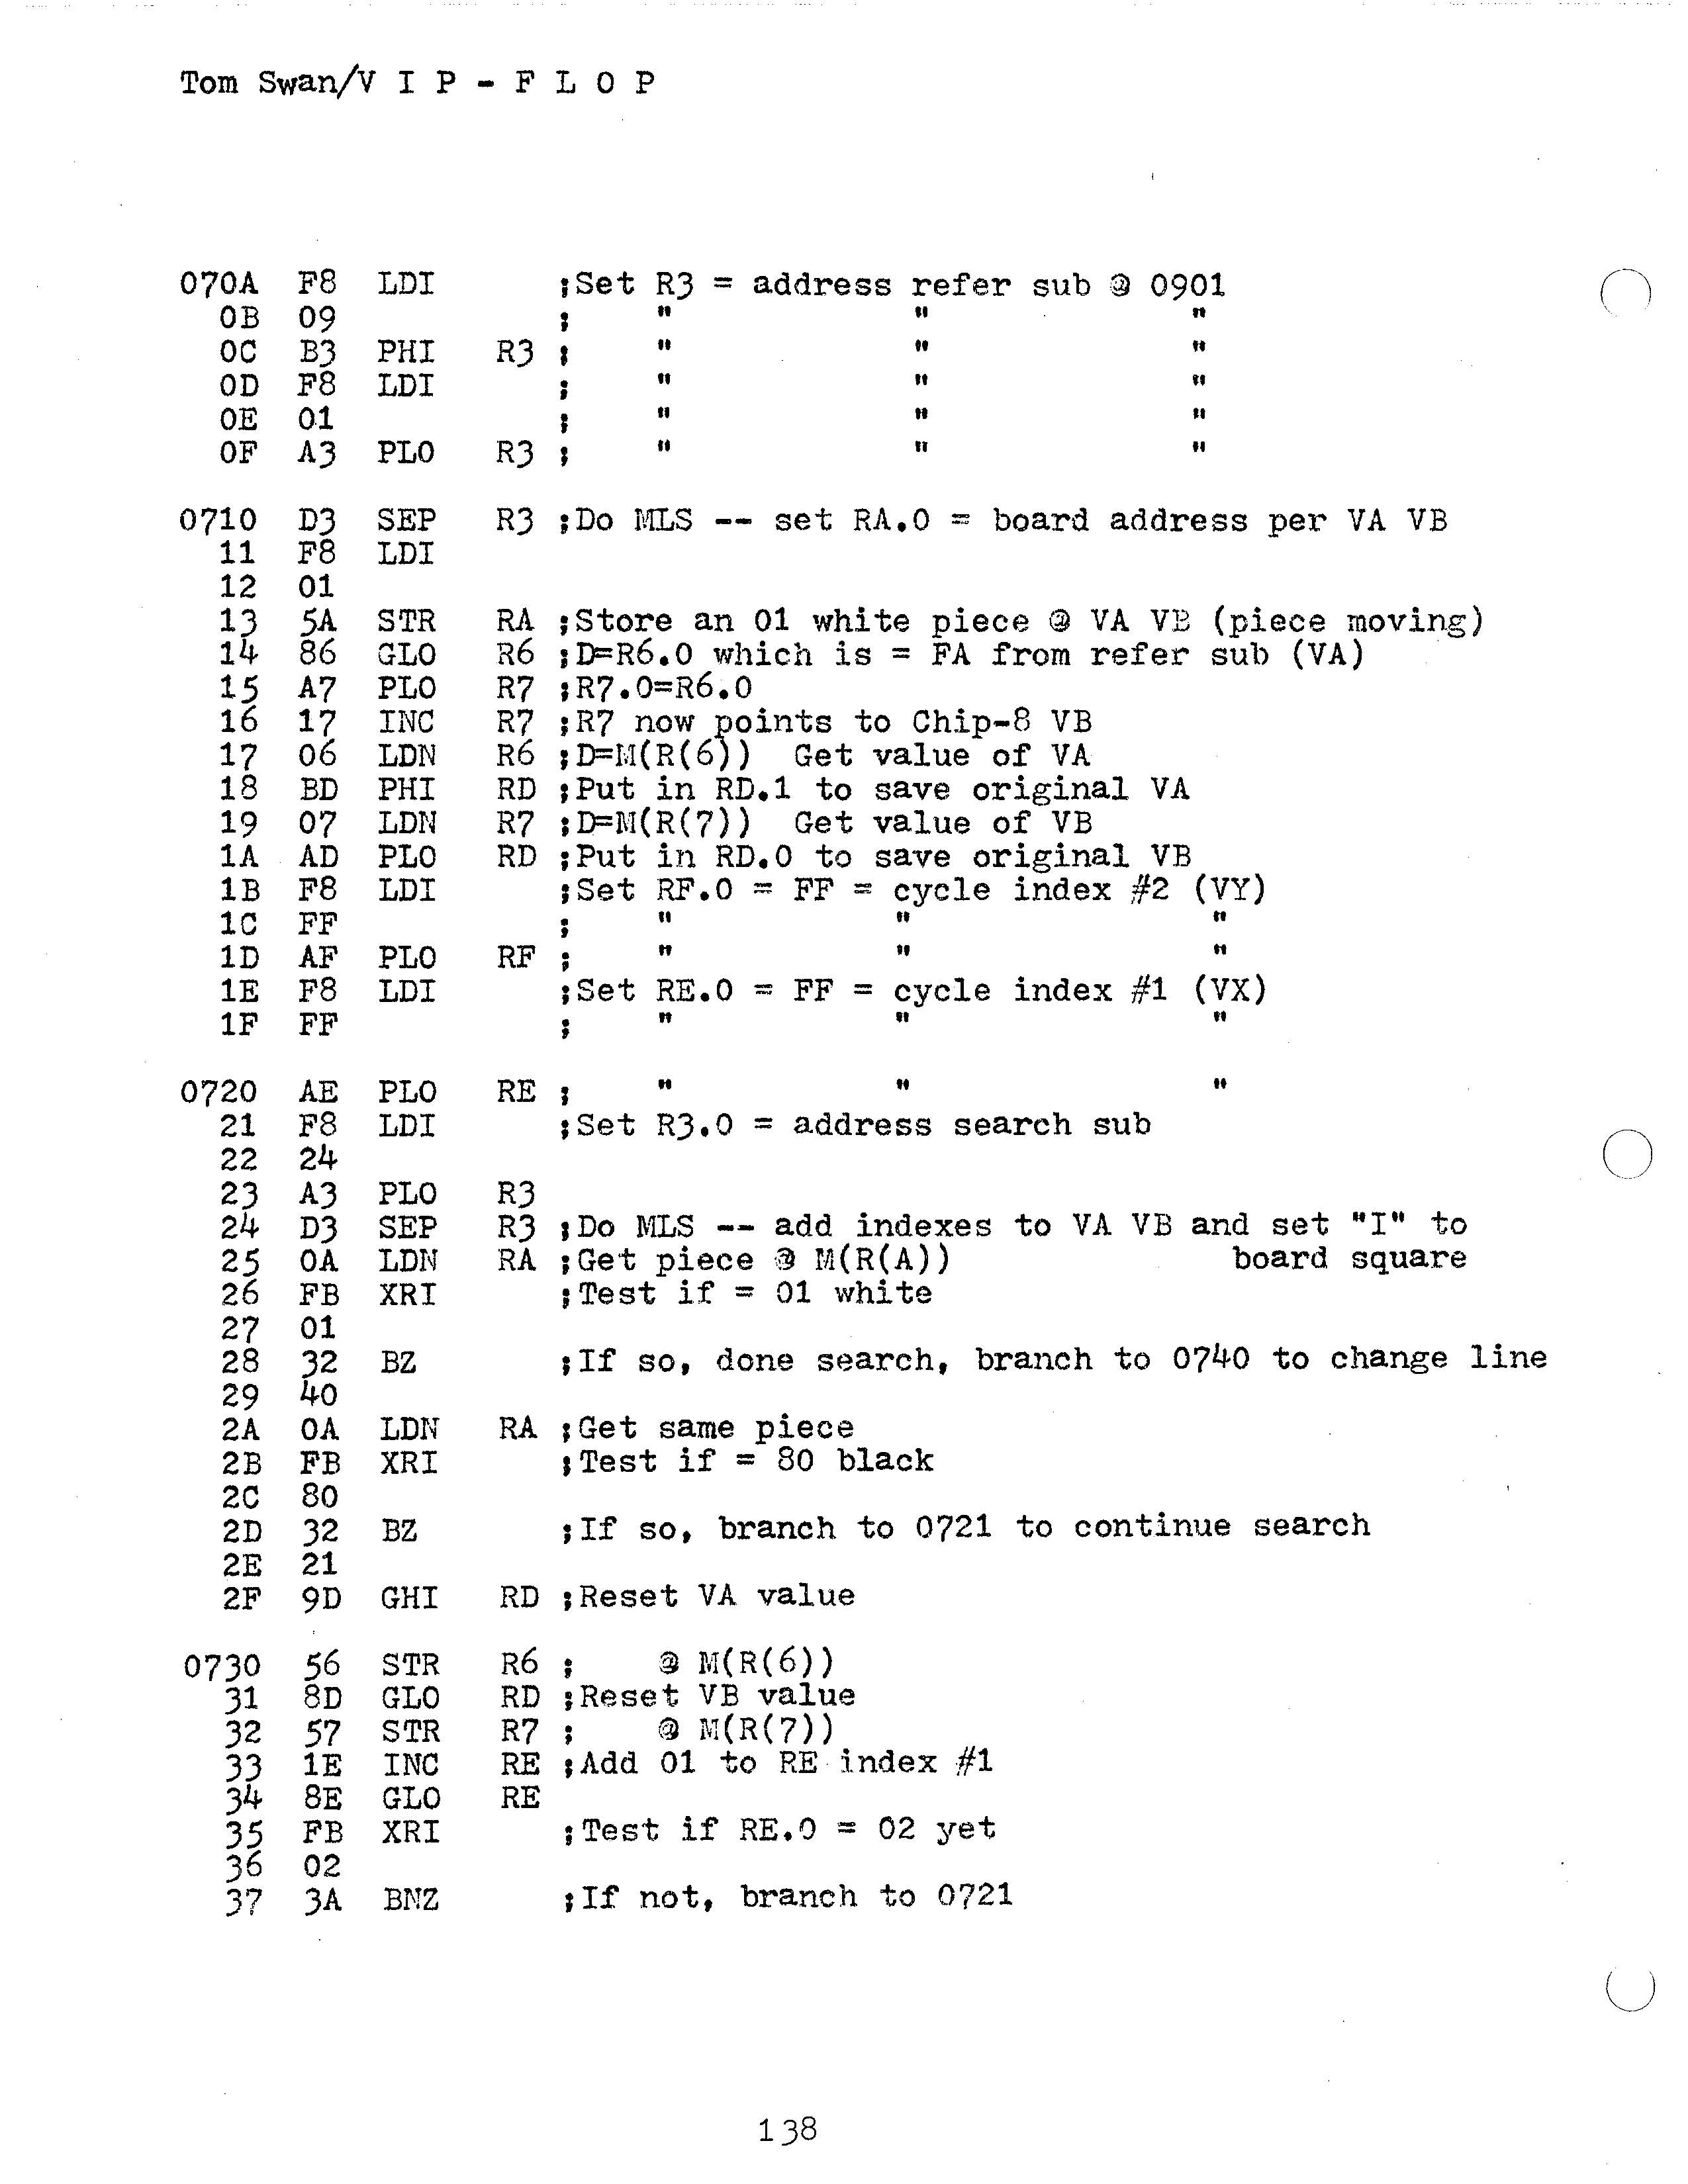 Tom Swan/V I P - F L O P
070A F8 LDI ;Set R3 = address refer sub @ 0901
0B 09 ; " " "
0C B3 PHI R3 ; " " "
0D F8 LDI ; " " "
0E 01 ; " " "
0F A3 PLO R3 ; " " "
0710 D3 SEP R3 ;Do MLS -- set RA.0 = board address per VA VB
11 F8 LDI
12 01
13 5A STR RA ;Store an 01 white piece @ VA VB (piece moving)
14 86 GLO R6 ;D=R6.0 which is = FA from refer sub (VA)
15 A7 PLO R7 ;R7.0=R6.0
16 17 INC R7 ;R7 now points to Chip-8 VB
17 06 LDN R6 ;D=M(R(6)) Get value of VA
18 BD PHI RD ;Put in RD.1 to save original VA
19 07 LDN R7 ;D=M(R(7)) Get value of VB
1A AD PLO RD ;Put in RD.0 to save original VB
1B F8 LDI ;Set RF.0 = FF = cycle index #2 (VY)
1C FF ; " " "
1D AF PLO RF ; " " "
1E F8 LDI ;Set RE.0 = FF = cycle index #1 (VX)
1F FF ; " " "
0720 AE PLO RE ; " " "
21 F8 LDI ;Set R3.0 = address search sub
22 24
23 A3 PLO R3
24 D3 SEP R3 ;Do MLS -- add indexes to VA VB and set "I" to
25 0A LDN RA ;Get piece @ M(R(A)) board square
26 FB XRI ;Test if = 01 white
27 01
28 32 BZ ;If so, done search, branch to 0740 to change line
29 40
2A 0A LDN RA ;Get same piece
2B FB XRI ;Test if = 80 black
2C 80
2D 32 BZ ;If so, branch to 0721 to continue search
2E 21
2F 9D GHI RD ;Reset VA value
0730 56 STR R6 ; @ M(R(6))
31 8D GLO RD ;Reset VB value
32 57 STR R7 ; @ M(R(7))
33 1E INC RE ;Add 01 to RE index #1
34 8E GLO RE
35 FB XRI ;Test if RE.0 = 02 yet
36 02
37 3A BNZ ;If not, branch to 0721
138